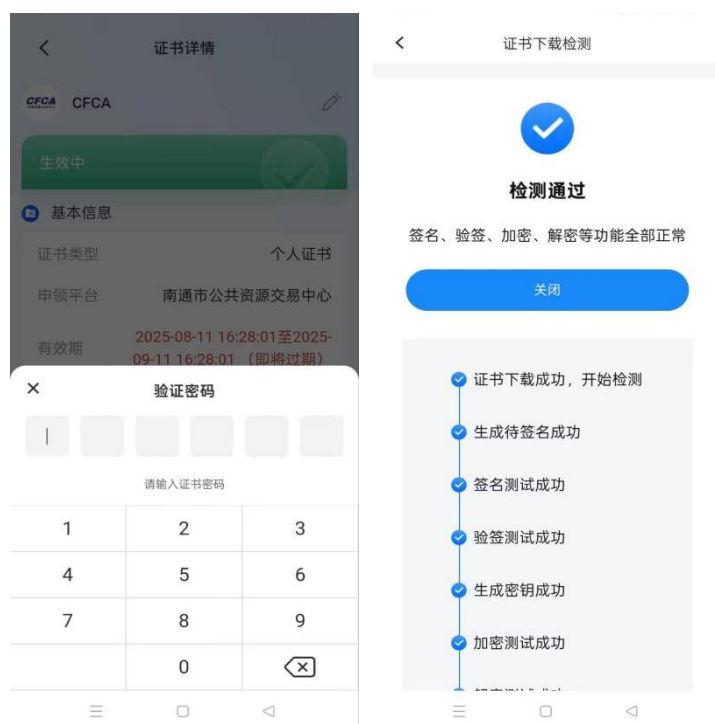 证书详情
CFCA CFCA
生效中
基本信息
证书类型 个人证书
申领平台 南通市公共资源交易中心
有效期 2025-08-11 16:28:01至2025-
09-11 16:28:01 （即将过期）
验证密码
请输入证书密码
1 2 3
4 5 6
7 8 9
0
证书下载检测
检测通过
签名、验签、加密、解密等功能全部正常
关闭
证书下载成功，开始检测
生成待签名成功
签名测试成功
验签测试成功
生成密钥成功
加密测试成功